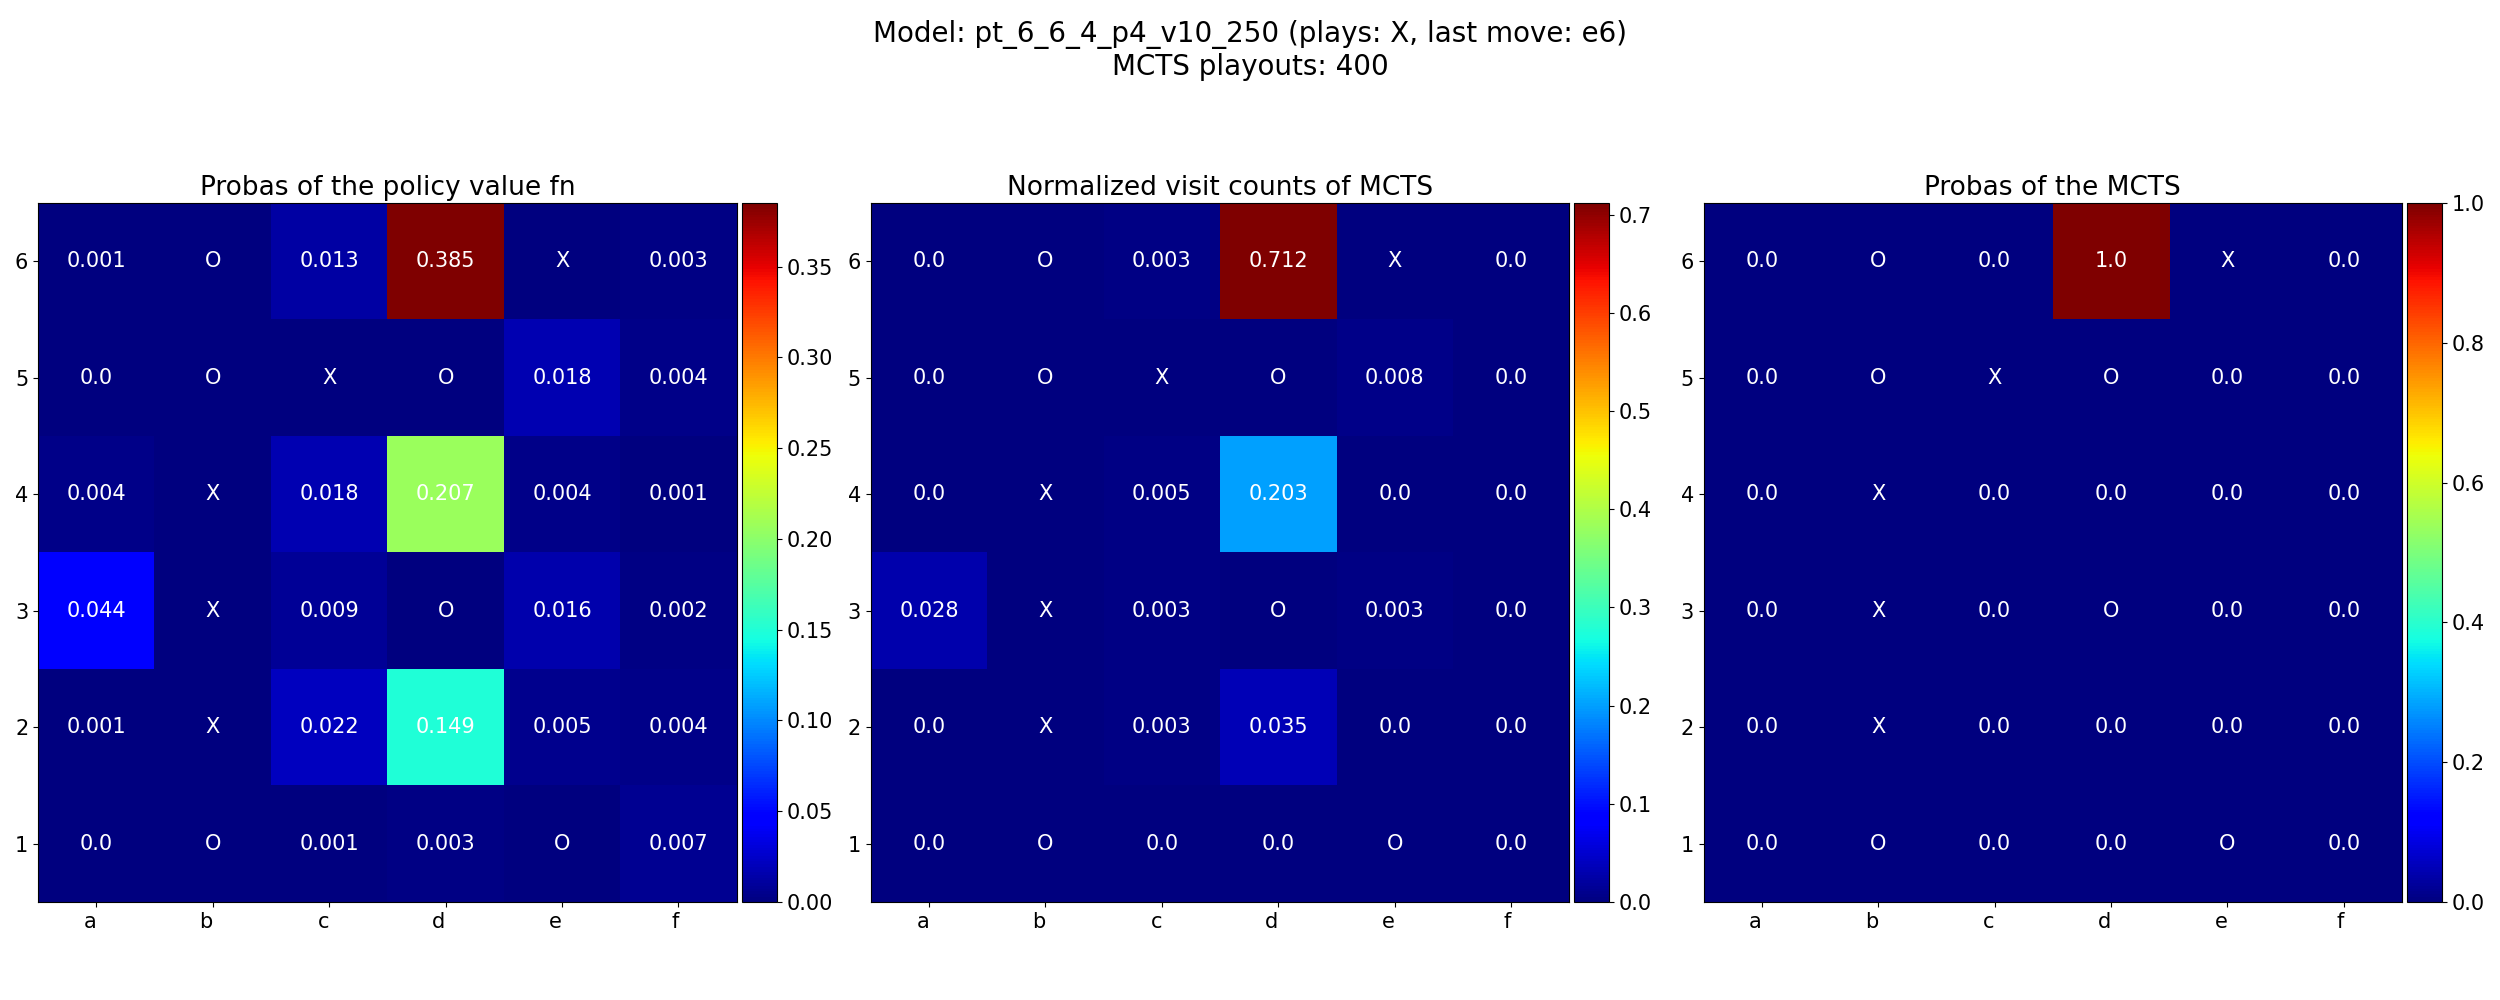 Model: pt_6_6_4_p4_v10_250 (plays: X, last move: e6)
MCTS playouts: 400
Probas of the policy value fn
6 0.001 O 0.013 0.385 X 0.003
5 0.0 O X O 0.018 0.004
4 0.004 X 0.018 0.207 0.004 0.001
3 0.044 X 0.009 O 0.016 0.002
2 0.001 X 0.022 0.149 0.005 0.004
1 0.0 O 0.001 0.003 O 0.007
a b c d e f
0.35
0.30
0.25
0.20
0.15
0.10
0.05
0.00
Normalized visit counts of MCTS
6 0.0 O 0.003 0.712 X 0.0
5 0.0 O X O 0.008 0.0
4 0.0 X 0.005 0.203 0.0 0.0
3 0.028 X 0.003 O 0.003 0.0
2 0.0 X 0.003 0.035 0.0 0.0
1 0.0 O 0.0 0.0 O 0.0
a b c d e f
0.7
0.6
0.5
0.4
0.3
0.2
0.1
0.0
Probas of the MCTS
6 0.0 O 0.0 1.0 X 0.0
5 0.0 O X O 0.0 0.0
4 0.0 X 0.0 0.0 0.0 0.0
3 0.0 X 0.0 O 0.0 0.0
2 0.0 X 0.0 0.0 0.0 0.0
1 0.0 O 0.0 0.0 O 0.0
a b c d e f
1.0
0.8
0.6
0.4
0.2
0.0